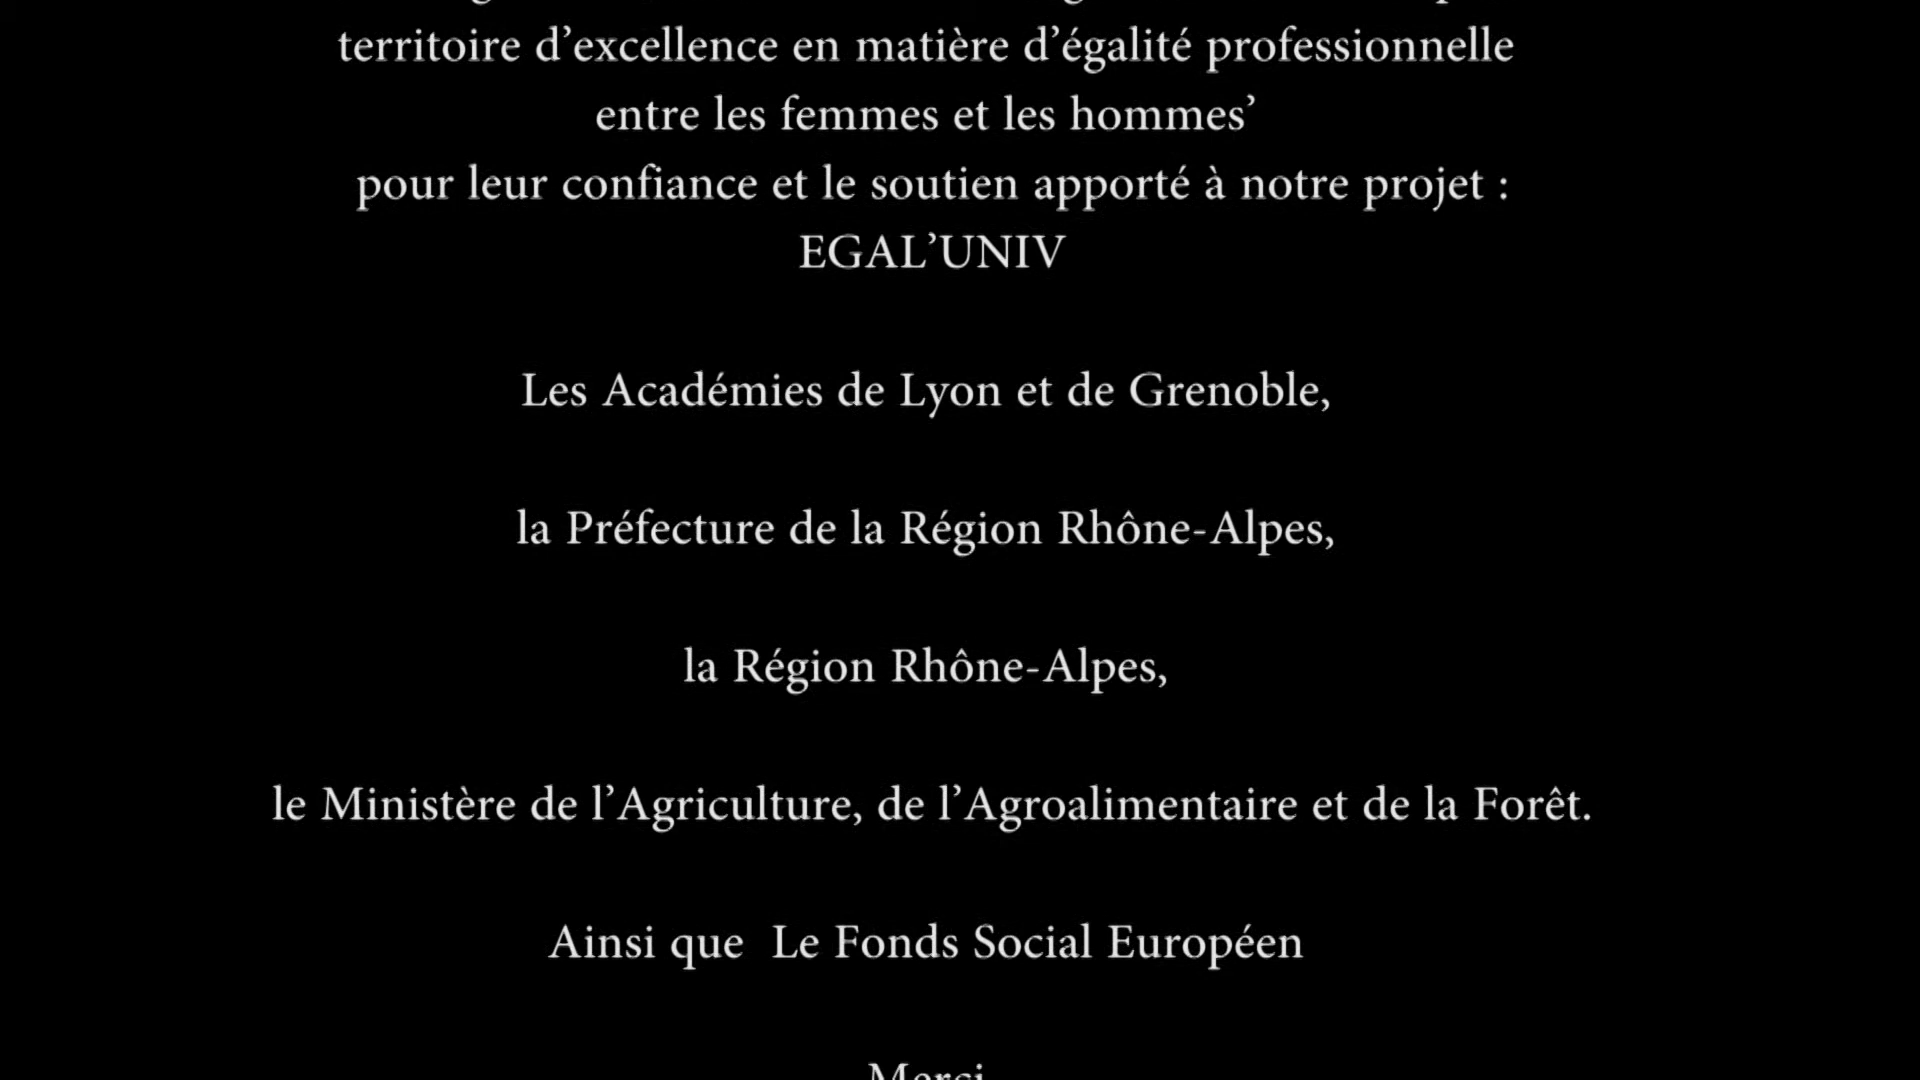 territoire d’excellence en matière d’égalité professionnelle
entre les femmes et les hommes’
pour leur confiance et le soutien apporté à notre projet :
EGAL’UNIV
Les Académies de Lyon et de Grenoble,
la Préfecture de la Région Rhône-Alpes,
la Région Rhône-Alpes,
le Ministère de l’Agriculture, de l’Agroalimentaire et de la Forêt.
Ainsi que Le Fonds Social Européen
Merci